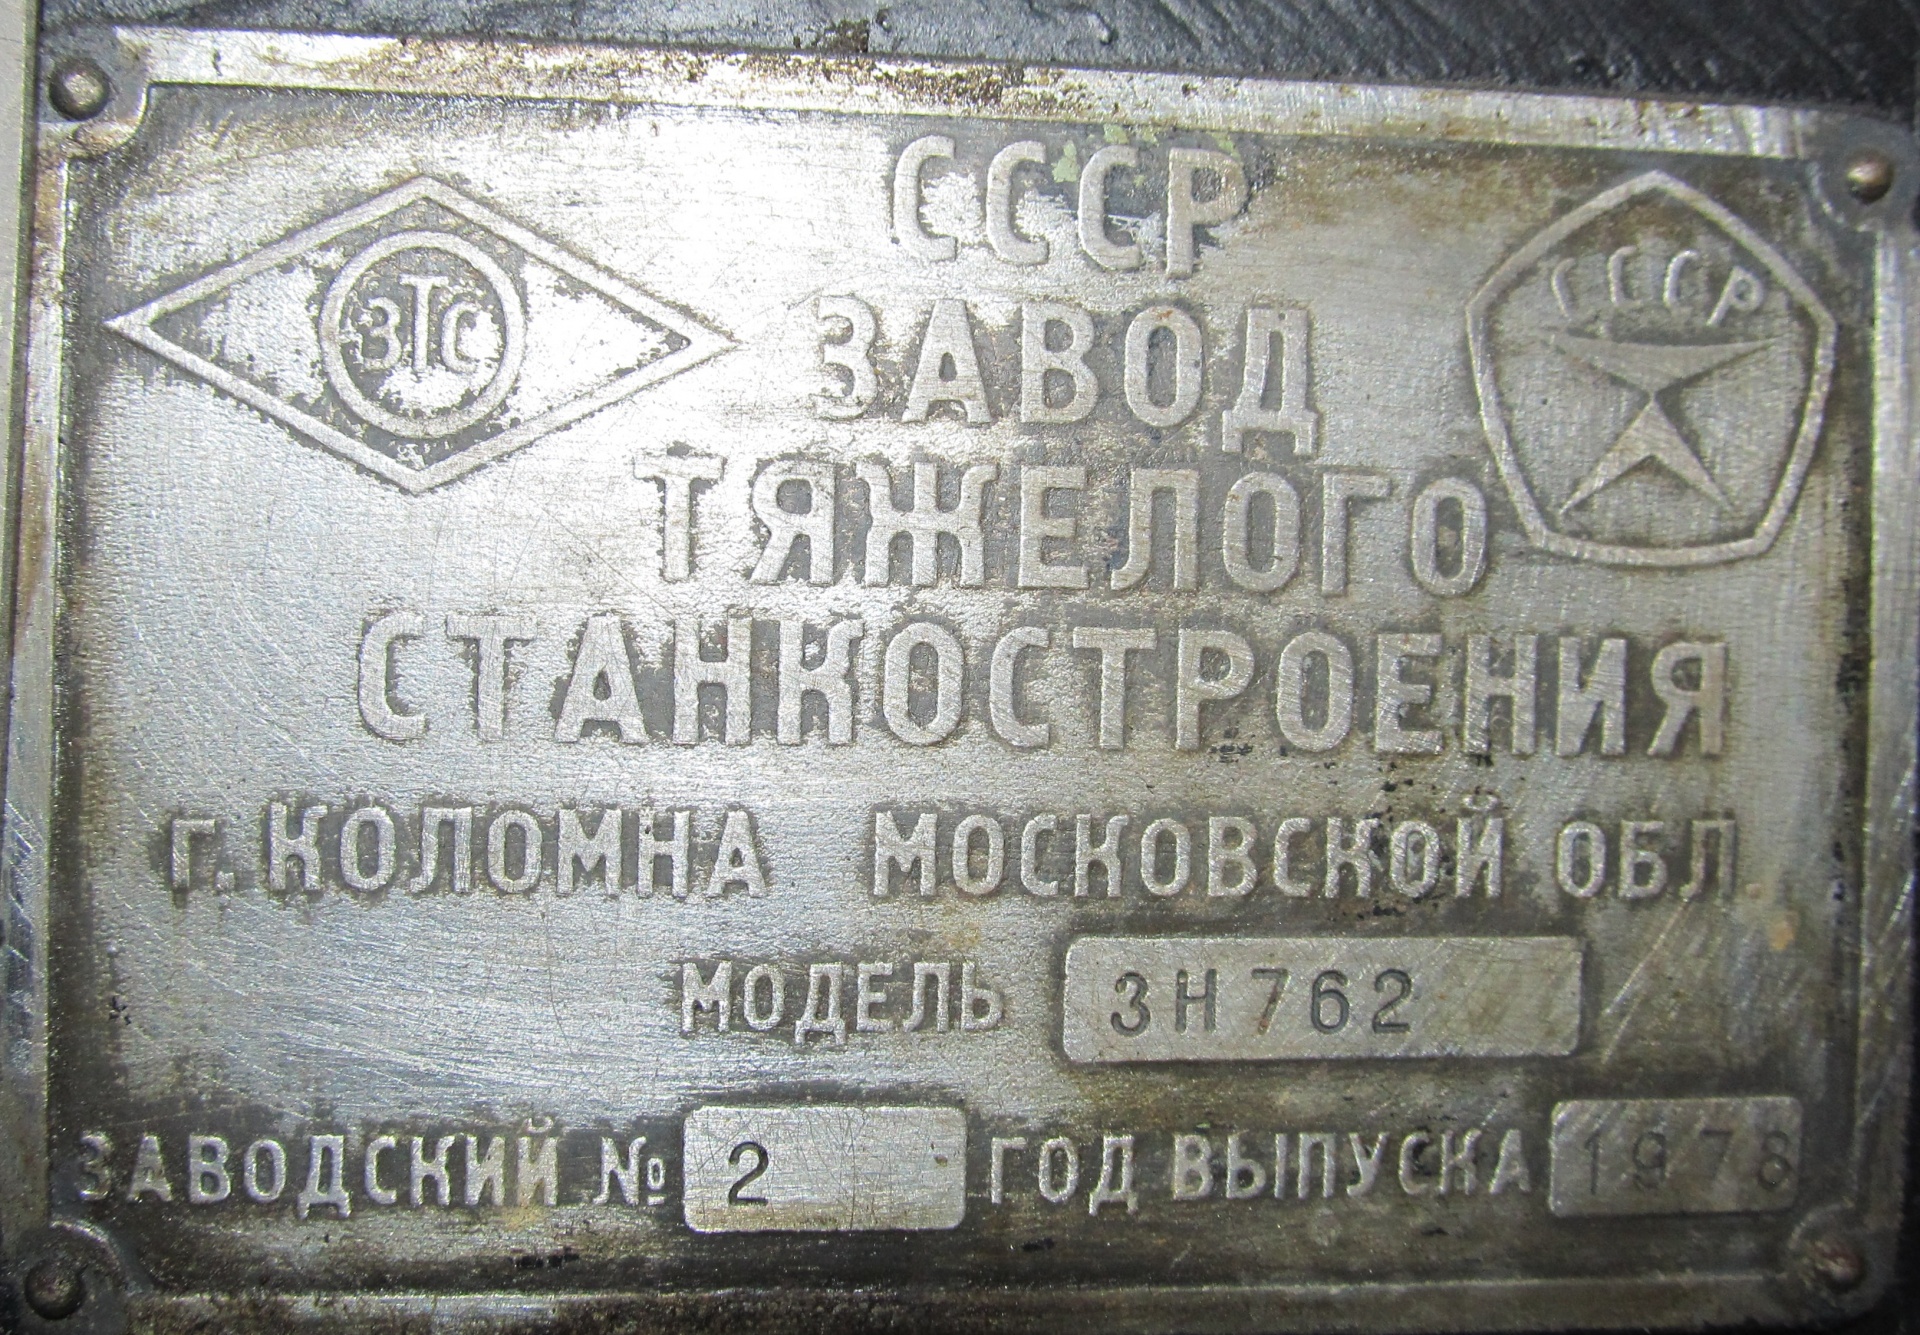 СССР
ЗТС
СССР
ЗАВОД
ТЯЖЕЛОГО
СТАНКОСТРОЕНИЯ
г. КОЛОМНА МОСКОВСКОЙ ОБЛ.
МОДЕЛЬ 3Н762
ЗАВОДСКИЙ № 2 ГОД ВЫПУСКА 1978